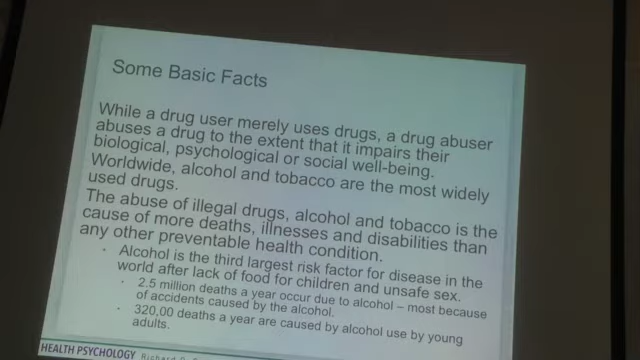 Some Basic Facts
While a drug user merely uses drugs, a drug abuser
abuses a drug to the extent that it impairs their
biological, psychological or social well-being.
Worldwide, alcohol and tobacco are the most widely
used drugs.
The abuse of illegal drugs, alcohol and tobacco is the
cause of more deaths, illnesses and disabilities than
any other preventable health condition.
· Alcohol is the third largest risk factor for disease in the
world after lack of food for children and unsafe sex.
· 2.5 million deaths a year occur due to alcohol – most because
of accidents caused by the alcohol.
· 320,00 deaths a year are caused by alcohol use by young
adults.
HEALTH PSYCHOLOGY Richard